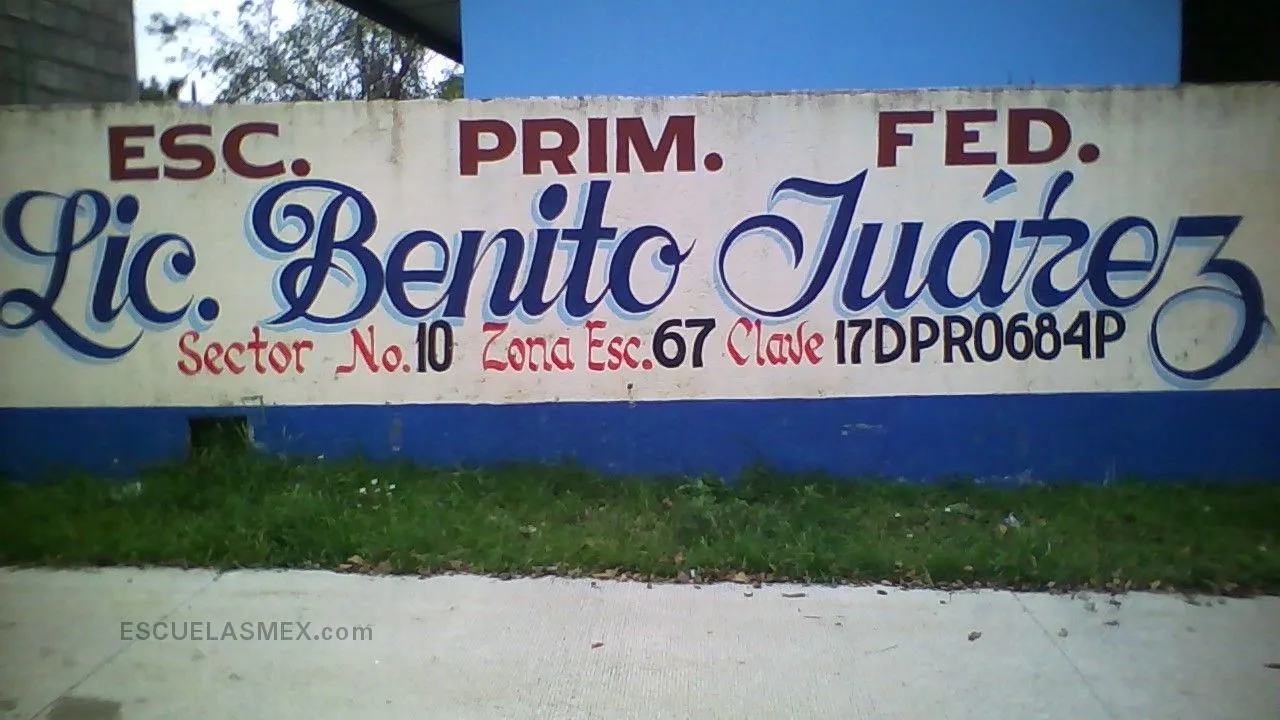 ESC. PRIM. FED.
Lic. Benito Juárez
Sector No. 10 Zona Esc. 67 Clave 17DPR0684P
ESCUELASMEX.com